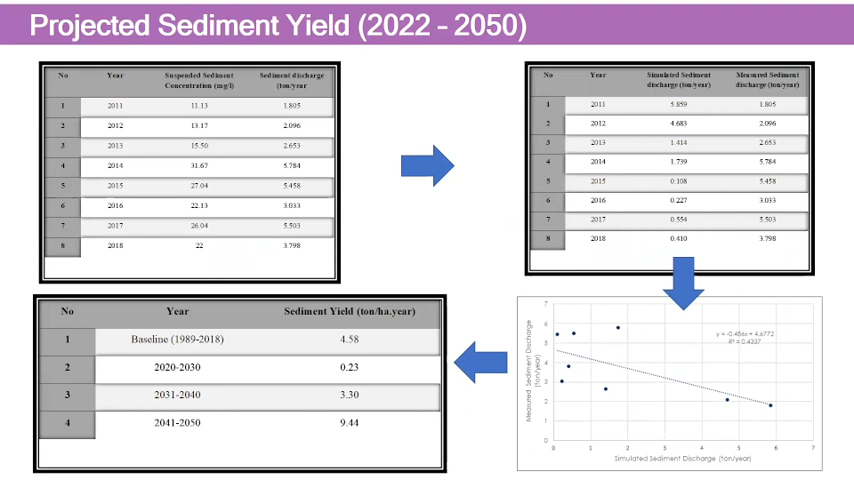 Projected Sediment Yield (2022 – 2050)
No Year Suspended Sediment Concentration (mg/l) Sediment discharge (ton/year
1 2011 11.13 1.805
2 2012 13.17 2.096
3 2013 15.50 2.653
4 2014 31.67 5.784
5 2015 27.04 5.458
6 2016 22.13 3.033
7 2017 26.04 5.503
8 2018 22 3.798
No Year Simulated Sediment discharge (ton/year) Measured Sediment discharge (ton/year)
1 2011 5.859 1.805
2 2012 4.683 2.096
3 2013 1.414 2.653
4 2014 1.739 5.784
5 2015 0.108 5.458
6 2016 0.227 3.033
7 2017 0.554 5.503
8 2018 0.410 3.798
No Year Sediment Yield (ton/ha.year)
1 Baseline (1989-2018) 4.58
2 2020-2030 0.23
3 2031-2040 3.30
4 2041-2050 9.44
Measured Sediment Discharge (ton/year)
7
6
5
4
3
2
1
0
y = -0.486x + 4.6772
R² = 0.4337
0 1 2 3 4 5 6 7
Simulated Sediment Discharge (ton/year)